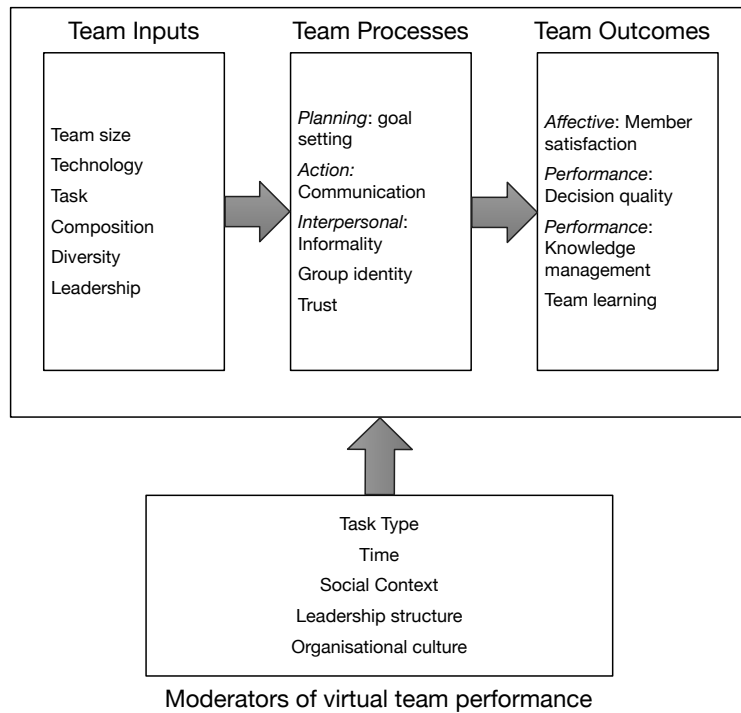 Team Inputs
Team size
Technology
Task
Composition
Diversity
Leadership
Team Processes
Planning: goal
setting
Action:
Communication
Interpersonal:
Informality
Group identity
Trust
Team Outcomes
Affective: Member
satisfaction
Performance:
Decision quality
Performance:
Knowledge
management
Team learning
Task Type
Time
Social Context
Leadership structure
Organisational culture
Moderators of virtual team performance